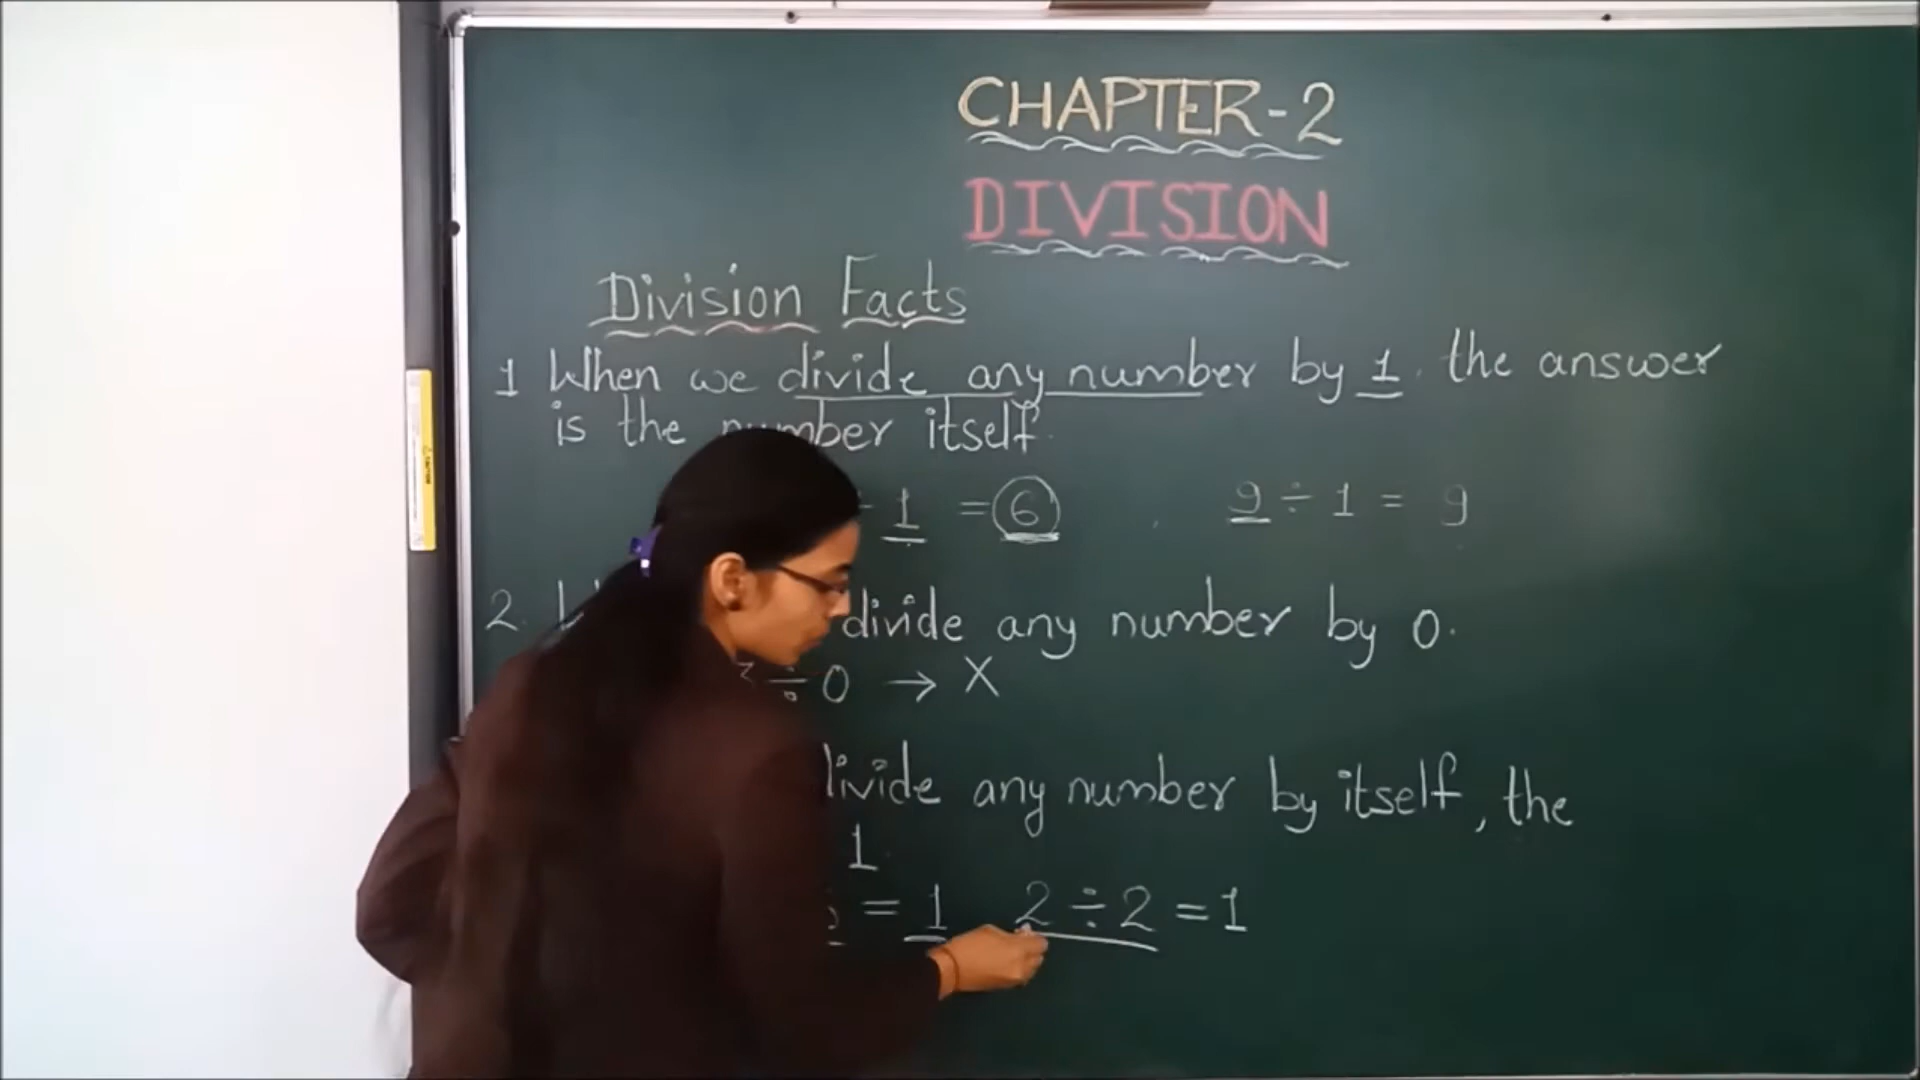 CHAPTER-2
DIVISION
Division Facts
1 When we divide any number by 1. the answer
is the number itself.
1 = 6 , 9 ÷ 1 = 9
2. divide any number by 0.
÷ 0 → X
divide any number by itself, the
1
= 1 2 ÷ 2 = 1